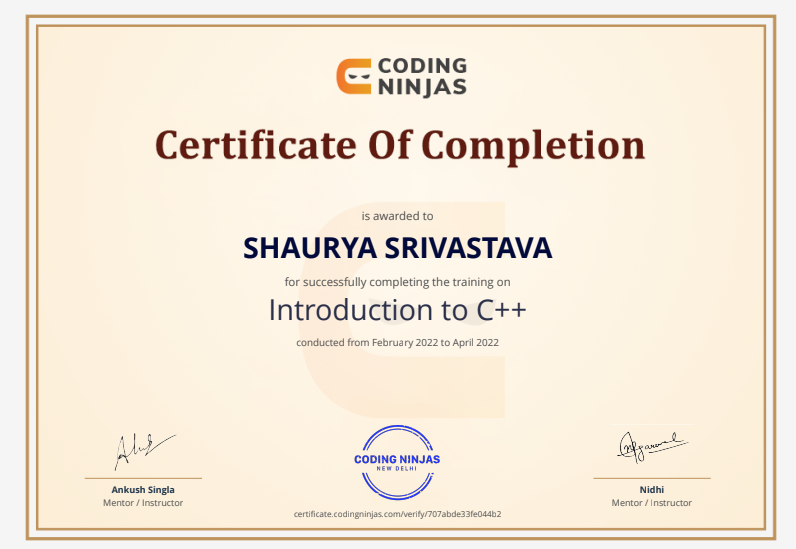 CODING
NINJAS
Certificate Of Completion
is awarded to
SHAURYA SRIVASTAVA
for successfully completing the training on
Introduction to C++
conducted from February 2022 to April 2022
CODING NINJAS
NEW DELHI
Ankush Singla
Mentor / Instructor
Nidhi
Mentor / Instructor
certificate.codingninjas.com/verify/707abde33fe044b2